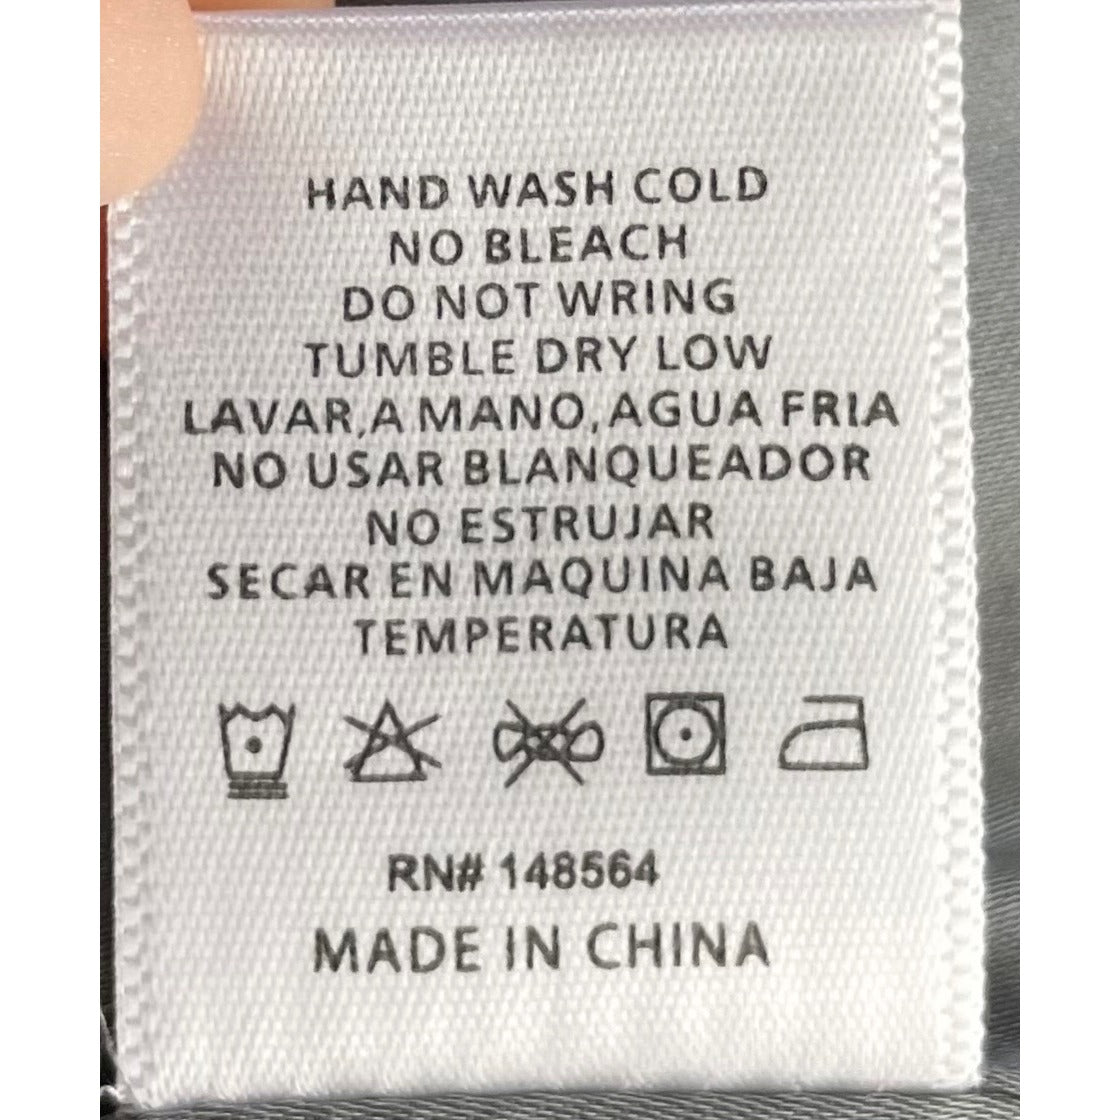 HAND WASH COLD
NO BLEACH
DO NOT WRING
TUMBLE DRY LOW
LAVAR,A MANO,AGUA FRIA
NO USAR BLANQUEADOR
NO ESTRUJAR
SECAR EN MAQUINA BAJA
TEMPERATURA
RN# 148564
MADE IN CHINA